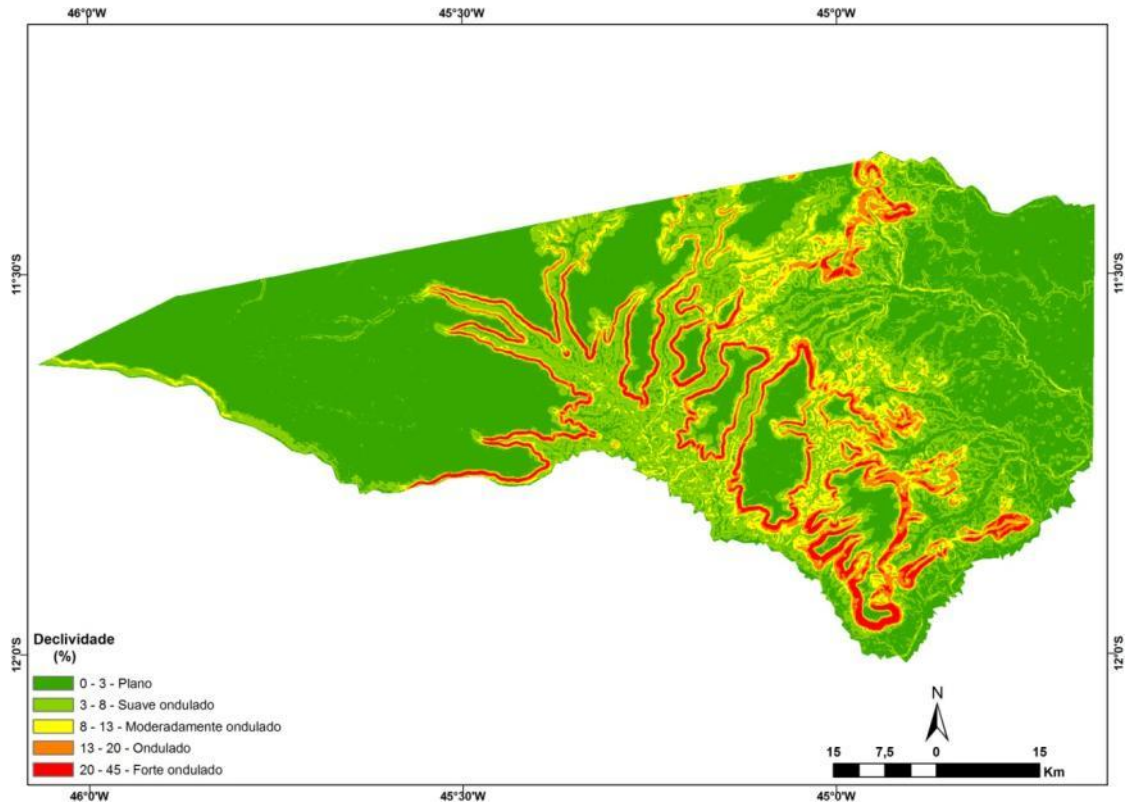 46°0'W 45°30'W 45°0'W
11°30'S 11°30'S
12°0'S 12°0'S
Declividade
(%)
0 - 3 - Plano
3 - 8 - Suave ondulado
8 - 13 - Moderadamente ondulado
13 - 20 - Ondulado
20 - 45 - Forte ondulado
N
15 7,5 0 15
Km
46°0'W 45°30'W 45°0'W